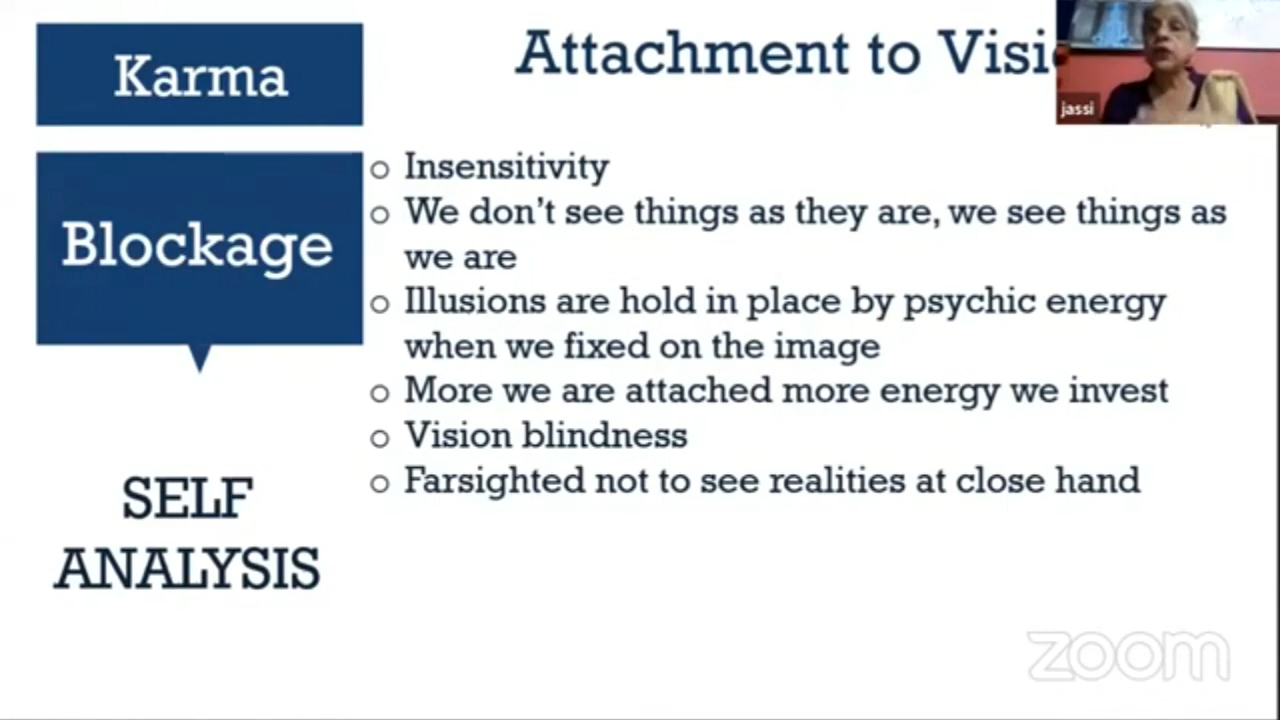 Karma
Attachment to
jassi
Blockage
Insensitivity
We don't see things as they are, we see things as
we are
Illusions are hold in place by psychic energy
when we fixed on the image
More we are attached more energy we invest
Vision blindness
Farsighted not to see realities at close hand
SELF
ANALYSIS
zoom